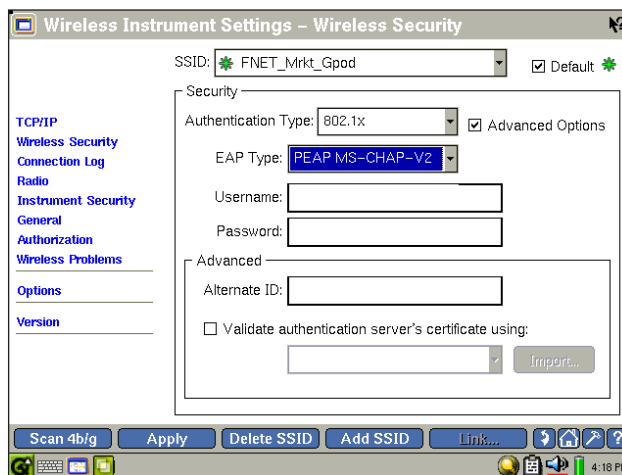 Wireless Instrument Settings – Wireless Security
SSID: FNET_Mrkt_Gpod
Default
Security
Authentication Type: 802.1x
Advanced Options
EAP Type: PEAP MS-CHAP-V2
Username:
Password:
Advanced
Alternate ID:
Validate authentication server's certificate using:
Import...
TCP/IP
Wireless Security
Connection Log
Radio
Instrument Security
General
Authorization
Wireless Problems
Options
Version
Scan 4b/g
Apply
Delete SSID
Add SSID
Link...
?
4:18 PM